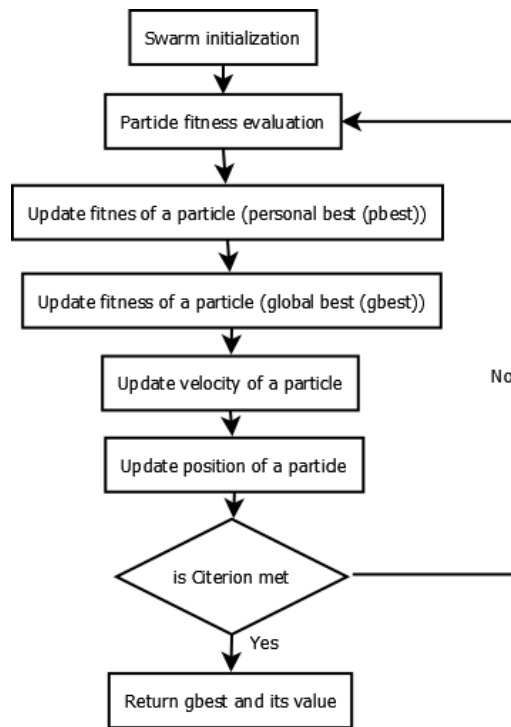 Swarm initialization
Particle fitness evaluation
Update fitnes of a particle (personal best (pbest))
Update fitness of a particle (global best (gbest))
Update velocity of a particle
No
Update position of a particle
is Citerion met
Yes
Return gbest and its value